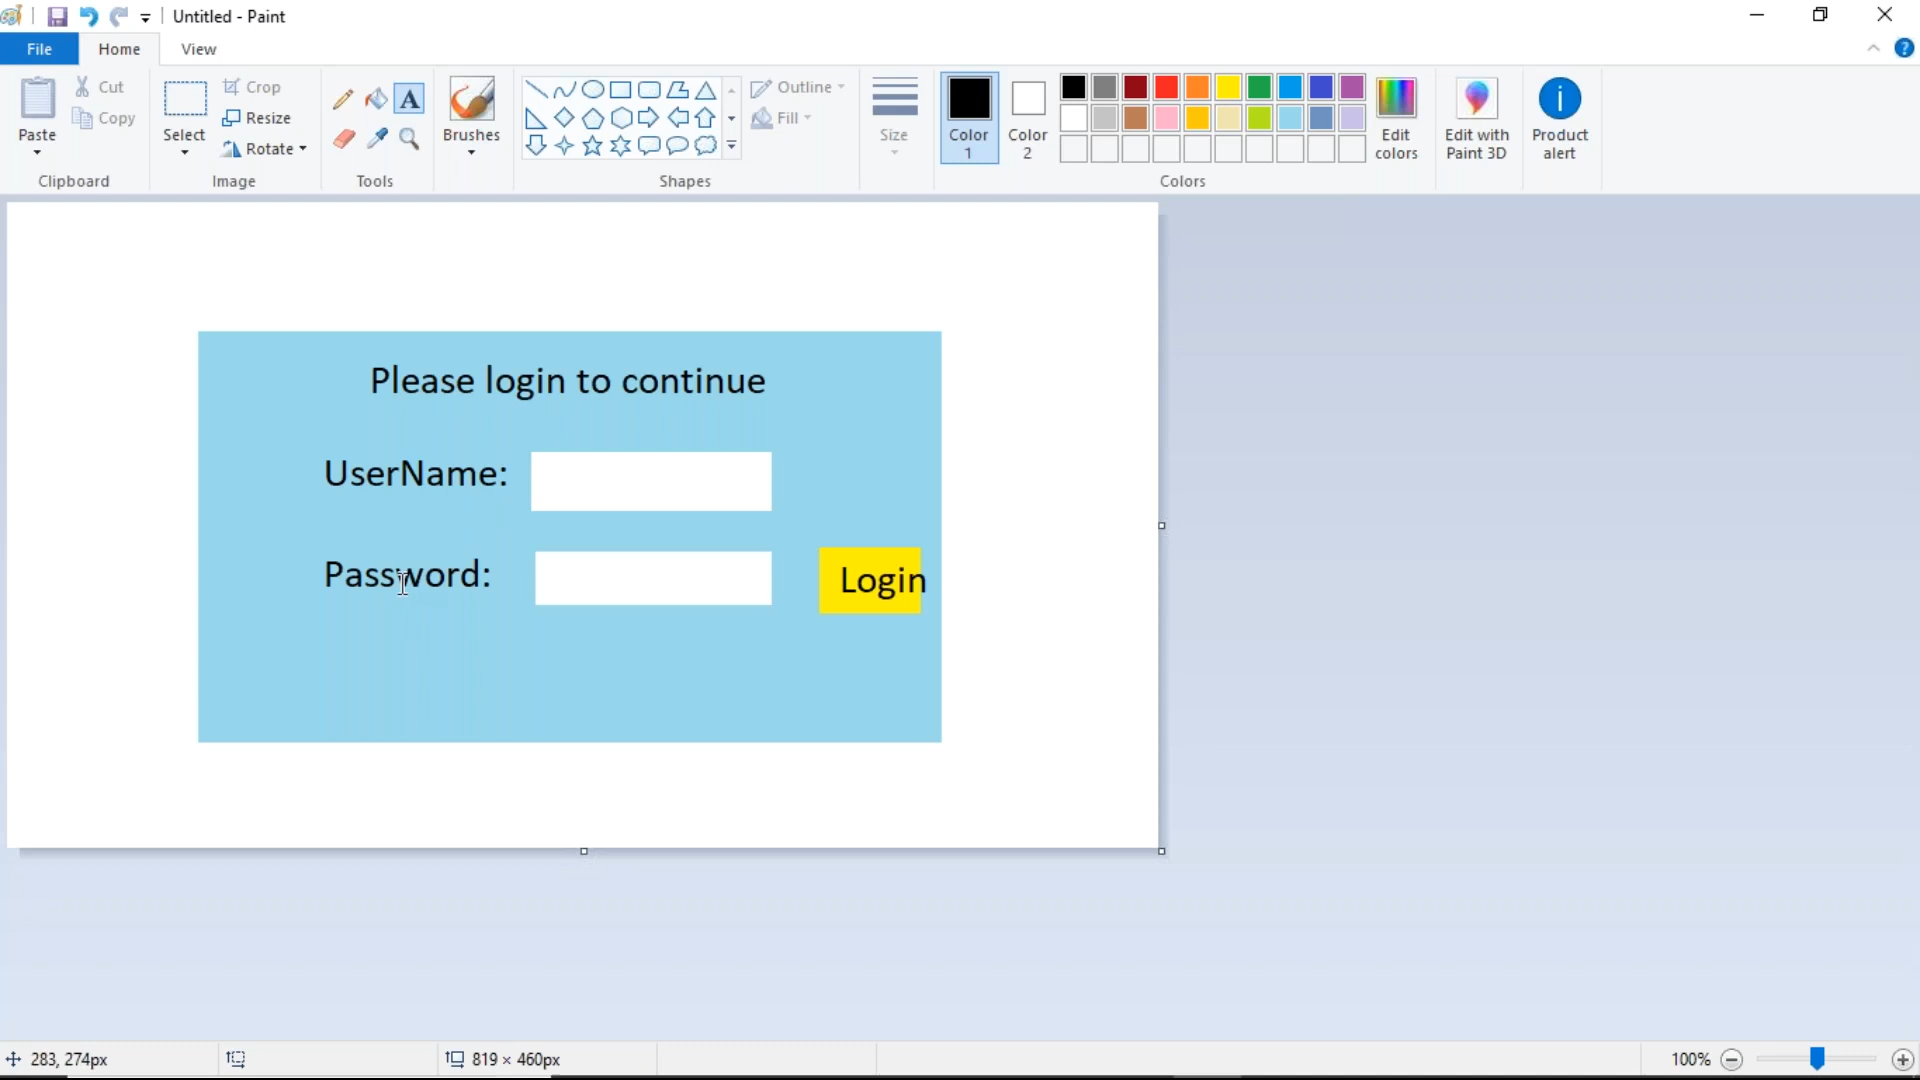 Untitled - Paint
File Home View
Paste
Cut
Copy
Clipboard
Select
Crop
Resize
Rotate
Image
A
Tools
Brushes
Shapes
Outline
Fill
Size
Color
1
Color
2
Edit
colors
Colors
Edit with
Paint 3D
Product
alert
Please login to continue
UserName:
Password:
Login
283, 274px
819 × 460px
100%